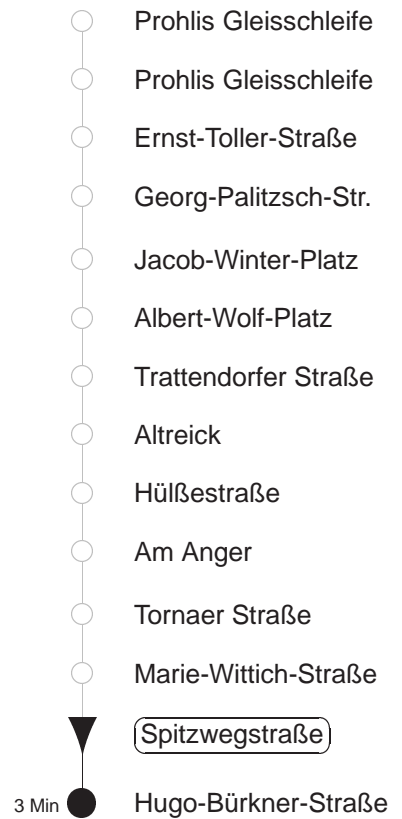 Prohlis Gleisschleife
Prohlis Gleisschleife
Ernst-Toller-Straße
Georg-Palitzsch-Str.
Jacob-Winter-Platz
Albert-Wolf-Platz
Trattendorfer Straße
Altreick
Hülßestraße
Am Anger
Tornaer Straße
Marie-Wittich-Straße
Spitzwegstraße
3 Min Hugo-Bürkner-Straße